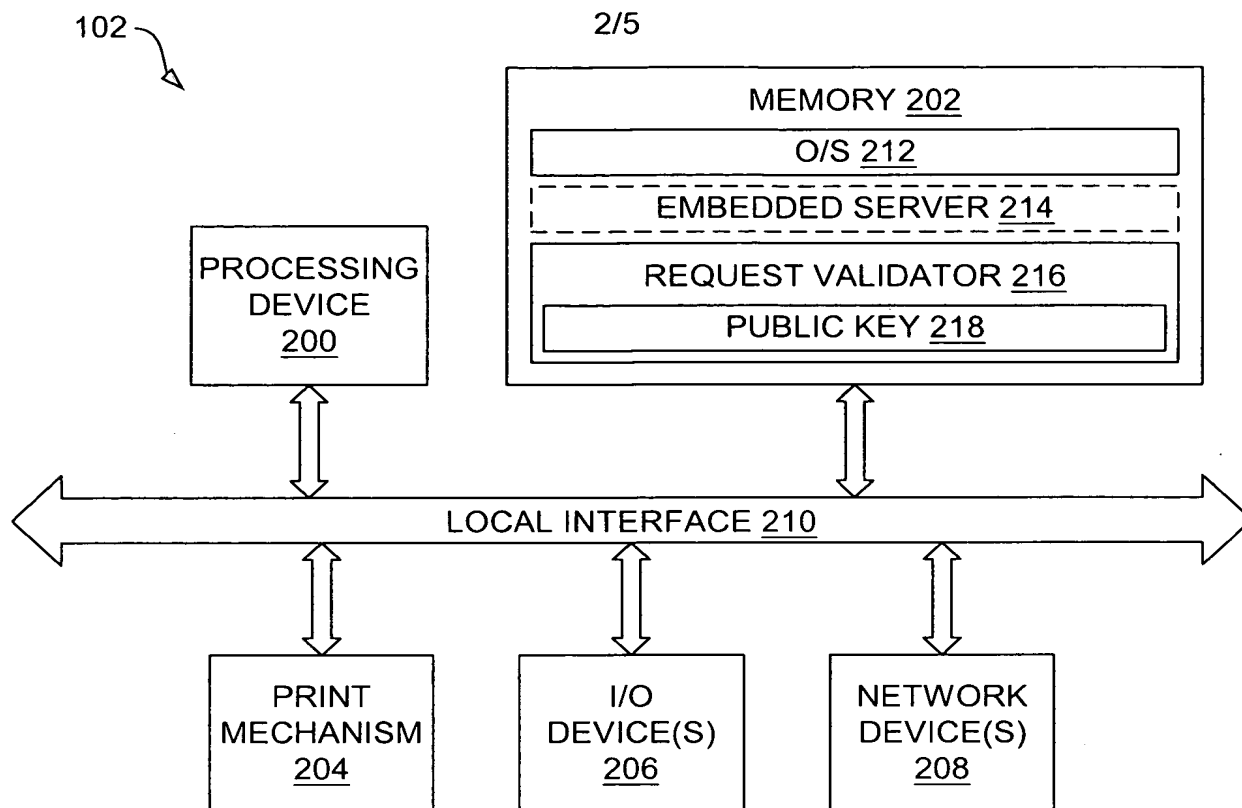 102
2/5
MEMORY 202
O/S 212
EMBEDDED SERVER 214
REQUEST VALIDATOR 216
PUBLIC KEY 218
PROCESSING
DEVICE
200
LOCAL INTERFACE 210
PRINT
MECHANISM
204
I/O
DEVICE(S)
206
NETWORK
DEVICE(S)
208